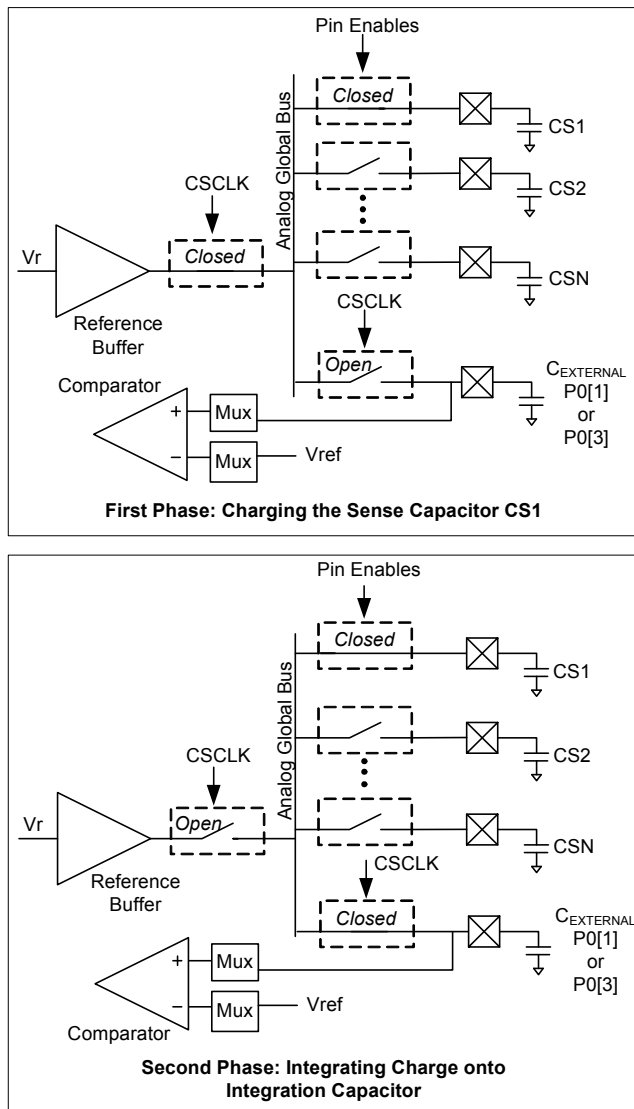 Pin Enables
Closed
CS1
Analog Global Bus
CSCLK
CS2
Vr
Closed
CSN
Reference
Buffer
CSCLK
Open
Comparator
CEXTERNAL
P0[1]
or
P0[3]
+
Mux
−
Mux
Vref
First Phase: Charging the Sense Capacitor CS1
Pin Enables
Closed
CS1
Analog Global Bus
CSCLK
CS2
Vr
Open
CSN
Reference
Buffer
CSCLK
Closed
CEXTERNAL
P0[1]
or
P0[3]
+
Mux
−
Mux
Vref
Comparator
Second Phase: Integrating Charge onto
Integration Capacitor